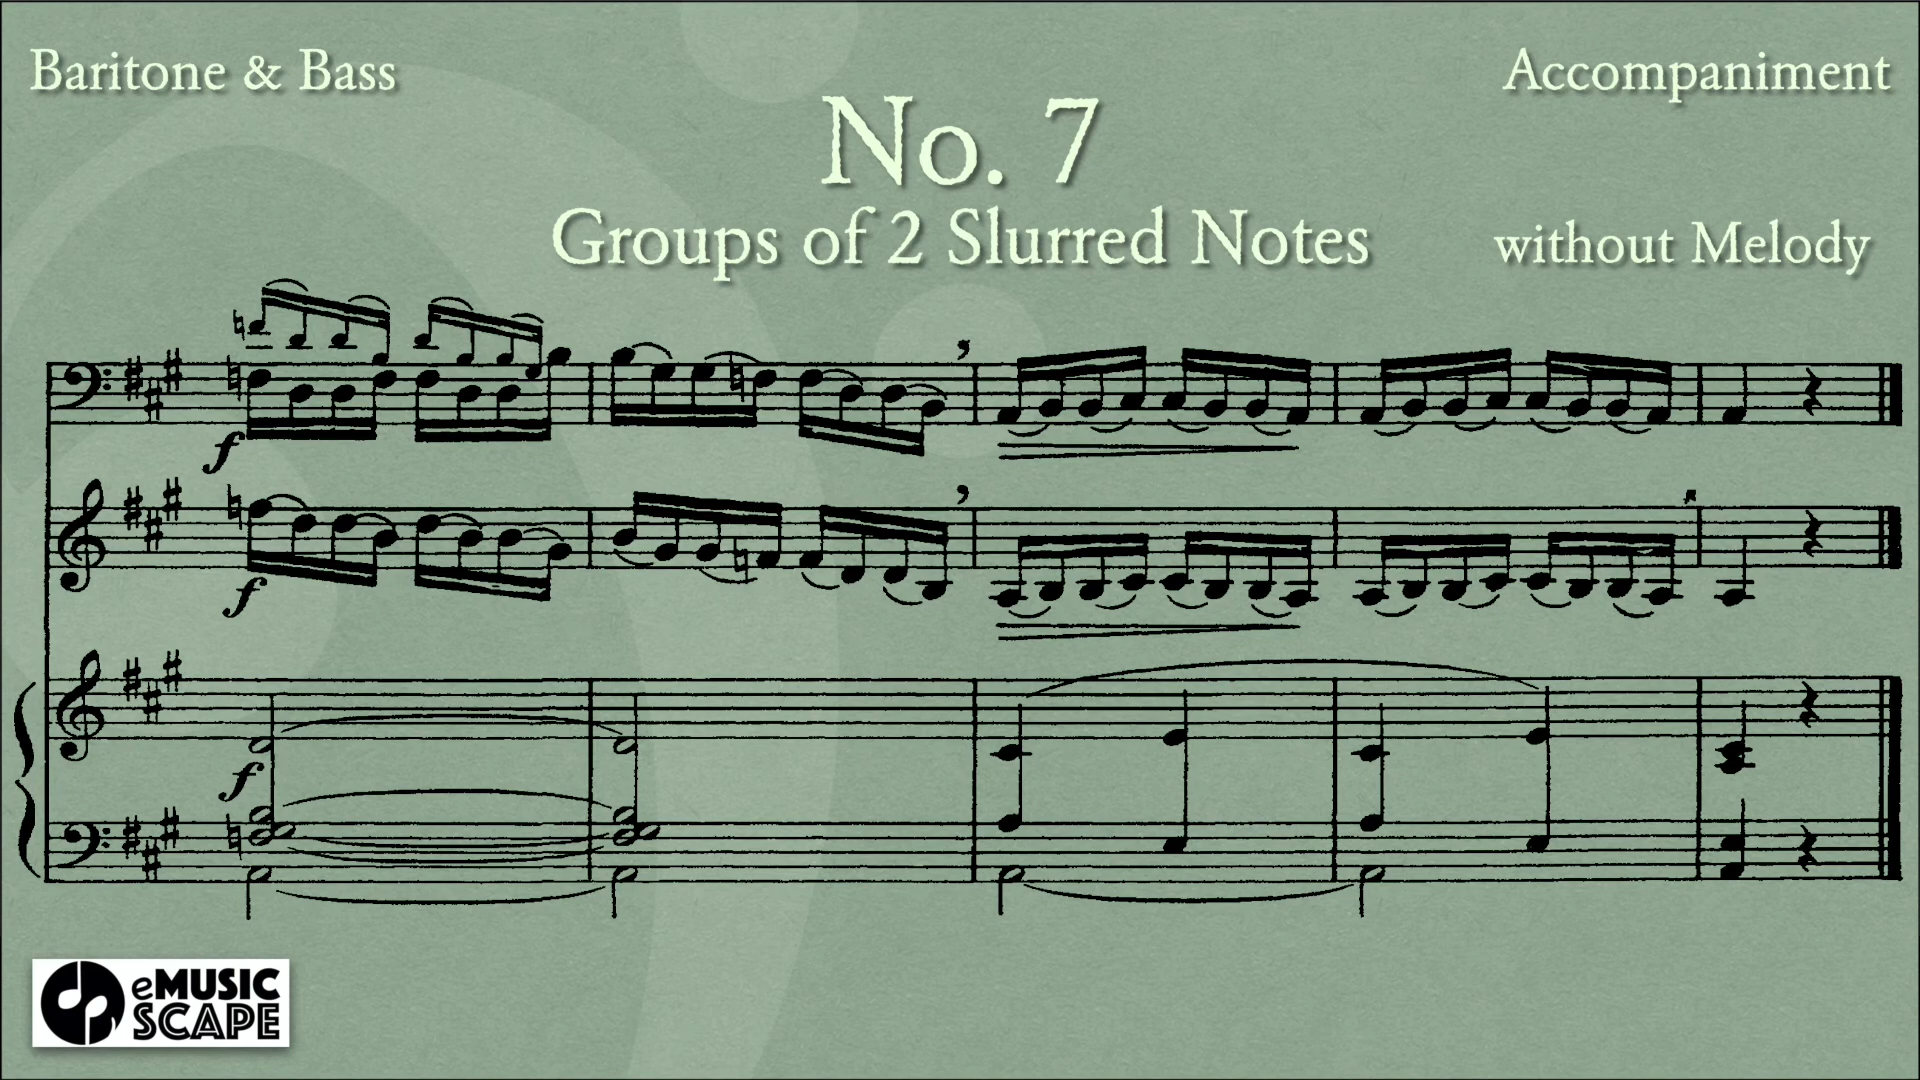 Baritone & Bass
Accompaniment
No. 7
Groups of 2 Slurred Notes
without Melody
f
f
f
eMUSIC
SCAPE